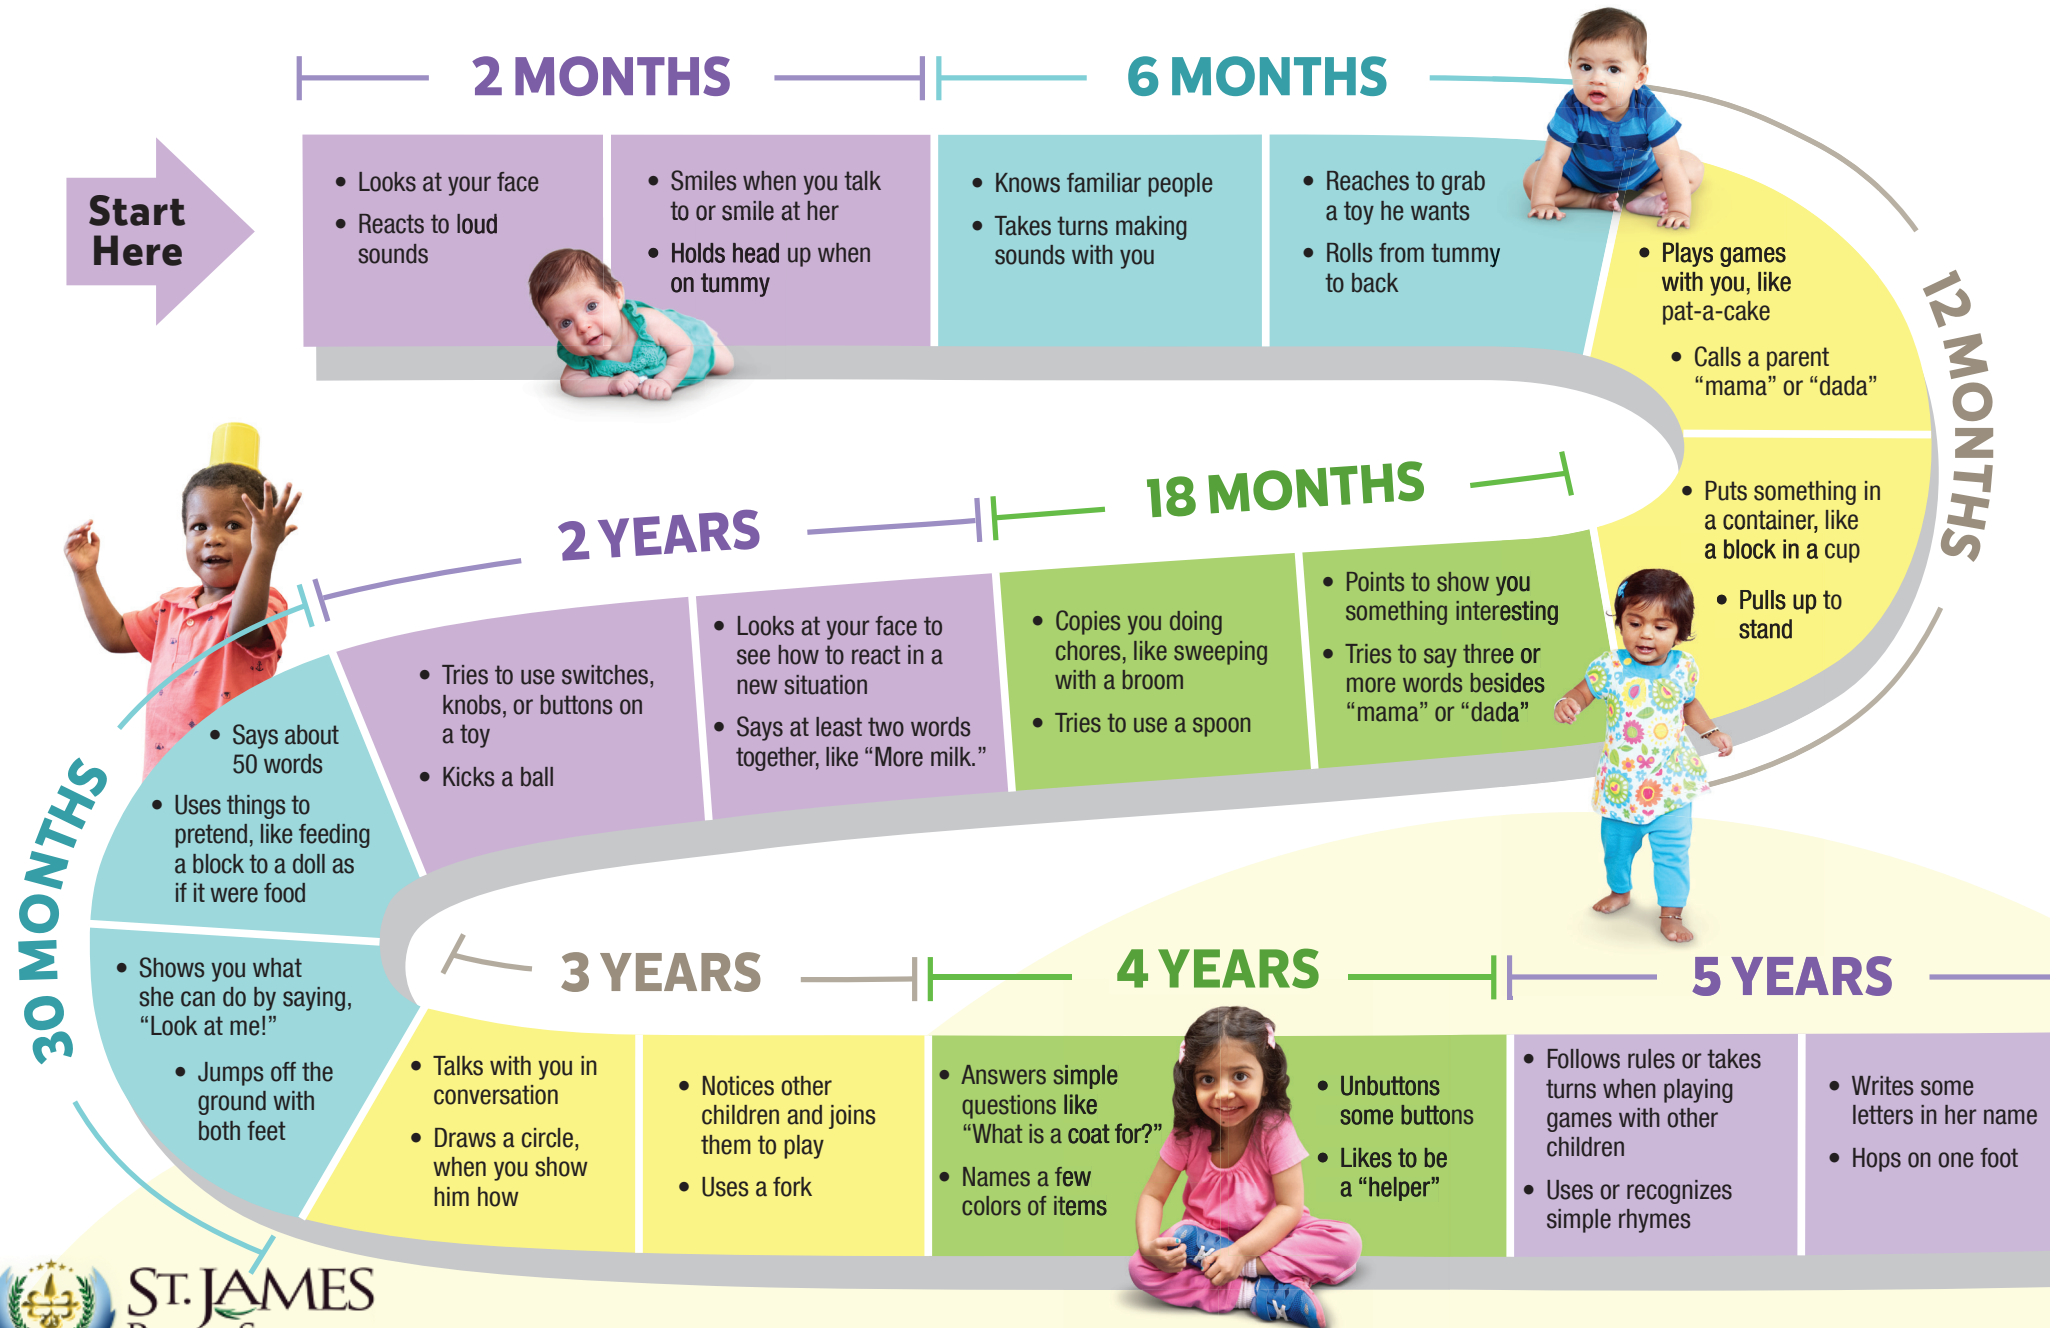 2 MONTHS
6 MONTHS
Start
Here
• Looks at your face
• Reacts to loud
sounds
• Smiles when you talk
to or smile at her
• Holds head up when
on tummy
• Knows familiar people
• Takes turns making
sounds with you
• Reaches to grab
a toy he wants
• Rolls from tummy
to back
12 MONTHS
• Plays games
with you, like
pat-a-cake
• Calls a parent
“mama” or “dada”
• Puts something in
a container, like
a block in a cup
• Pulls up to
stand
18 MONTHS
• Points to show you
something interesting
• Tries to say three or
more words besides
“mama” or “dada”
• Copies you doing
chores, like sweeping
with a broom
• Tries to use a spoon
2 YEARS
• Looks at your face to
see how to react in a
new situation
• Says at least two words
together, like “More milk.”
• Tries to use switches,
knobs, or buttons on
a toy
• Kicks a ball
30 MONTHS
• Says about
50 words
• Uses things to
pretend, like feeding
a block to a doll as
if it were food
• Shows you what
she can do by saying,
“Look at me!”
• Jumps off the
ground with
both feet
3 YEARS
• Talks with you in
conversation
• Draws a circle,
when you show
him how
• Notices other
children and joins
them to play
• Uses a fork
4 YEARS
• Answers simple
questions like
“What is a coat for?”
• Names a few
colors of items
• Unbuttons
some buttons
• Likes to be
a “helper”
5 YEARS
• Follows rules or takes
turns when playing
games with other
children
• Uses or recognizes
simple rhymes
• Writes some
letters in her name
• Hops on one foot
ST. JAMES